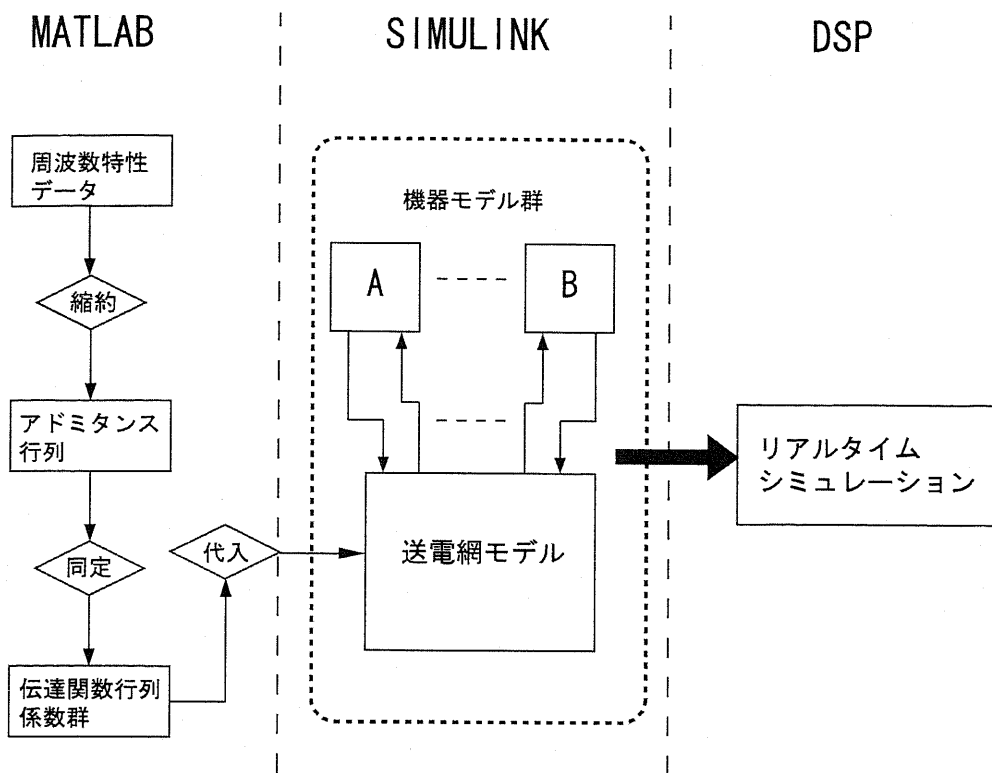 MATLAB
SIMULINK
DSP
周波数特性
データ
縮約
アドミタンス
行列
同定
伝達関数行列
係数群
代入
機器モデル群
A
B
送電網モデル
リアルタイム
シミュレーション